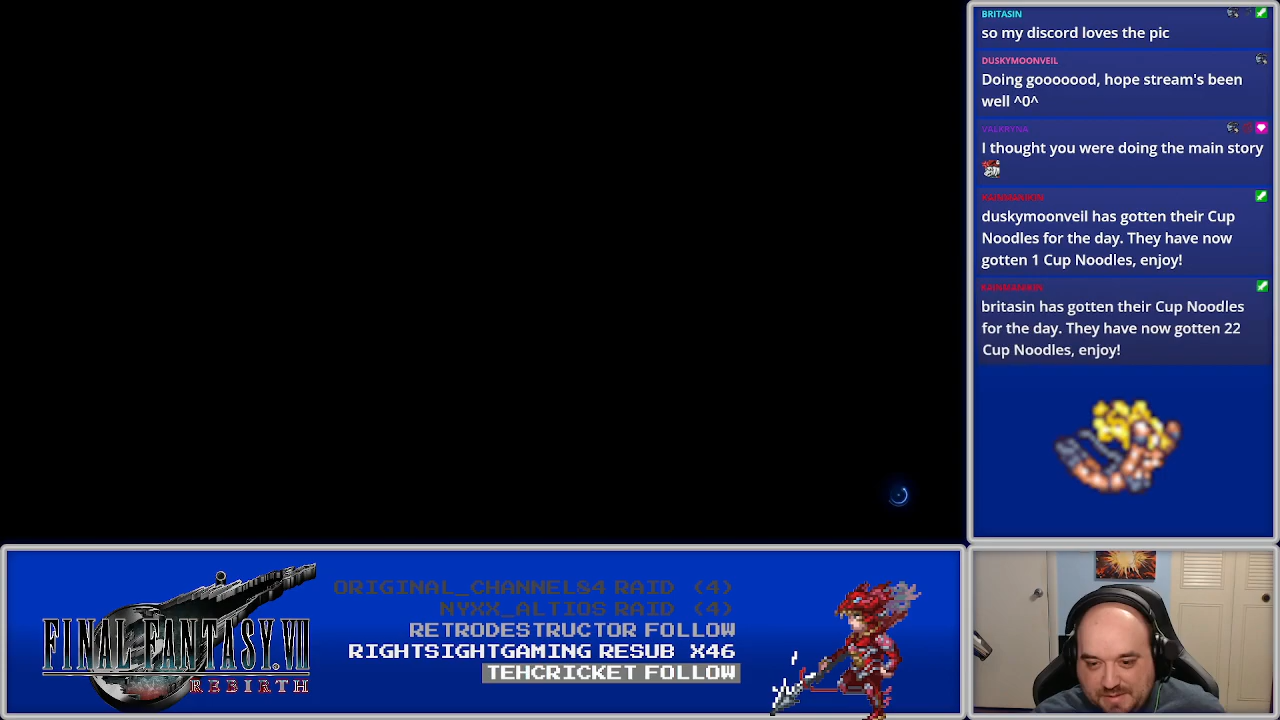 BRITASIN
so my discord loves the pic
DUSKYMOONVEIL
Doing gooooood, hope stream's been
well ^0^
VALKRYNA
I thought you were doing the main story
duskymoonveil has gotten their Cup
Noodles for the day. They have now
gotten 1 Cup Noodles, enjoy!
britasin has gotten their Cup Noodles
for the day. They have now gotten 22
Cup Noodles, enjoy!
FINAL FANTASY VII
REBIRTH
ORIGINAL_CHANNEL84 RAID (4)
NYXX_ALTIOS RAID (4)
RETRODESTRUCTOR FOLLOW
RIGHTSIGHTGAMING RESUB X46
TEHCRICKET FOLLOW